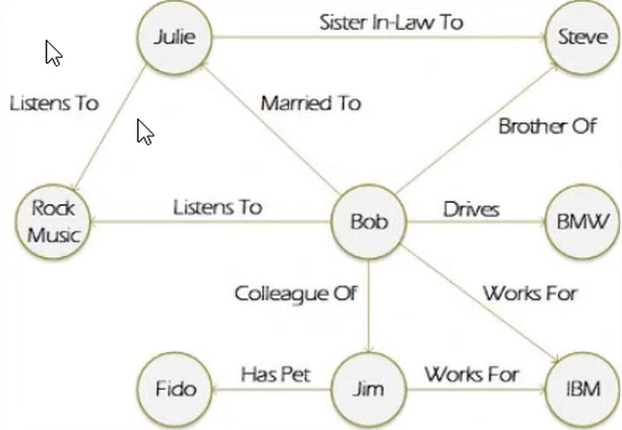 Sister In-Law To
Julie
Steve
Listens To
Married To
Brother Of
Rock
Music
Listens To
Bob
Drives
BMW
Colleague Of
Works For
Fido
Has Pet
Jim
Works For
IBM